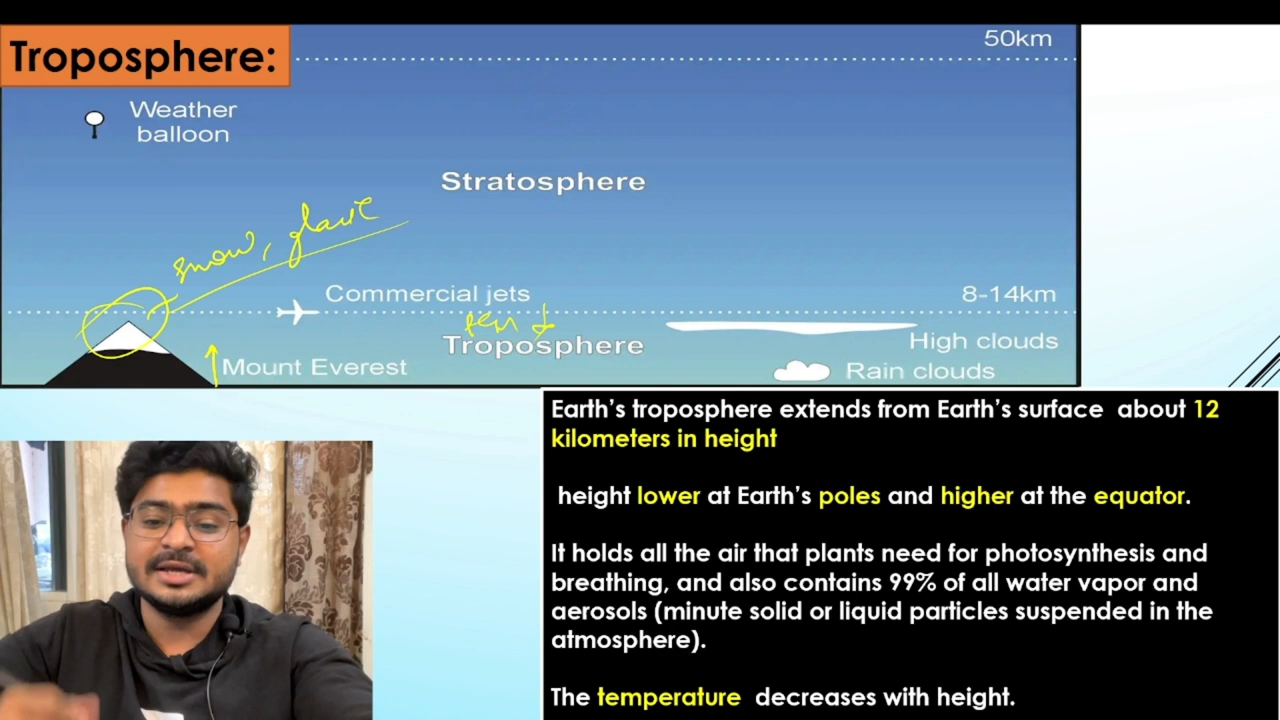 Troposphere:
50km
Weather
balloon
Stratosphere
snow,
Commercial jets
8-14km
Troposphere
High clouds
Mount Everest
Rain clouds
Earth’s troposphere extends from Earth’s surface about 12
kilometers in height
height lower at Earth’s poles and higher at the equator.
It holds all the air that plants need for photosynthesis and
breathing, and also contains 99% of all water vapor and
aerosols (minute solid or liquid particles suspended in the
atmosphere).
The temperature decreases with height.